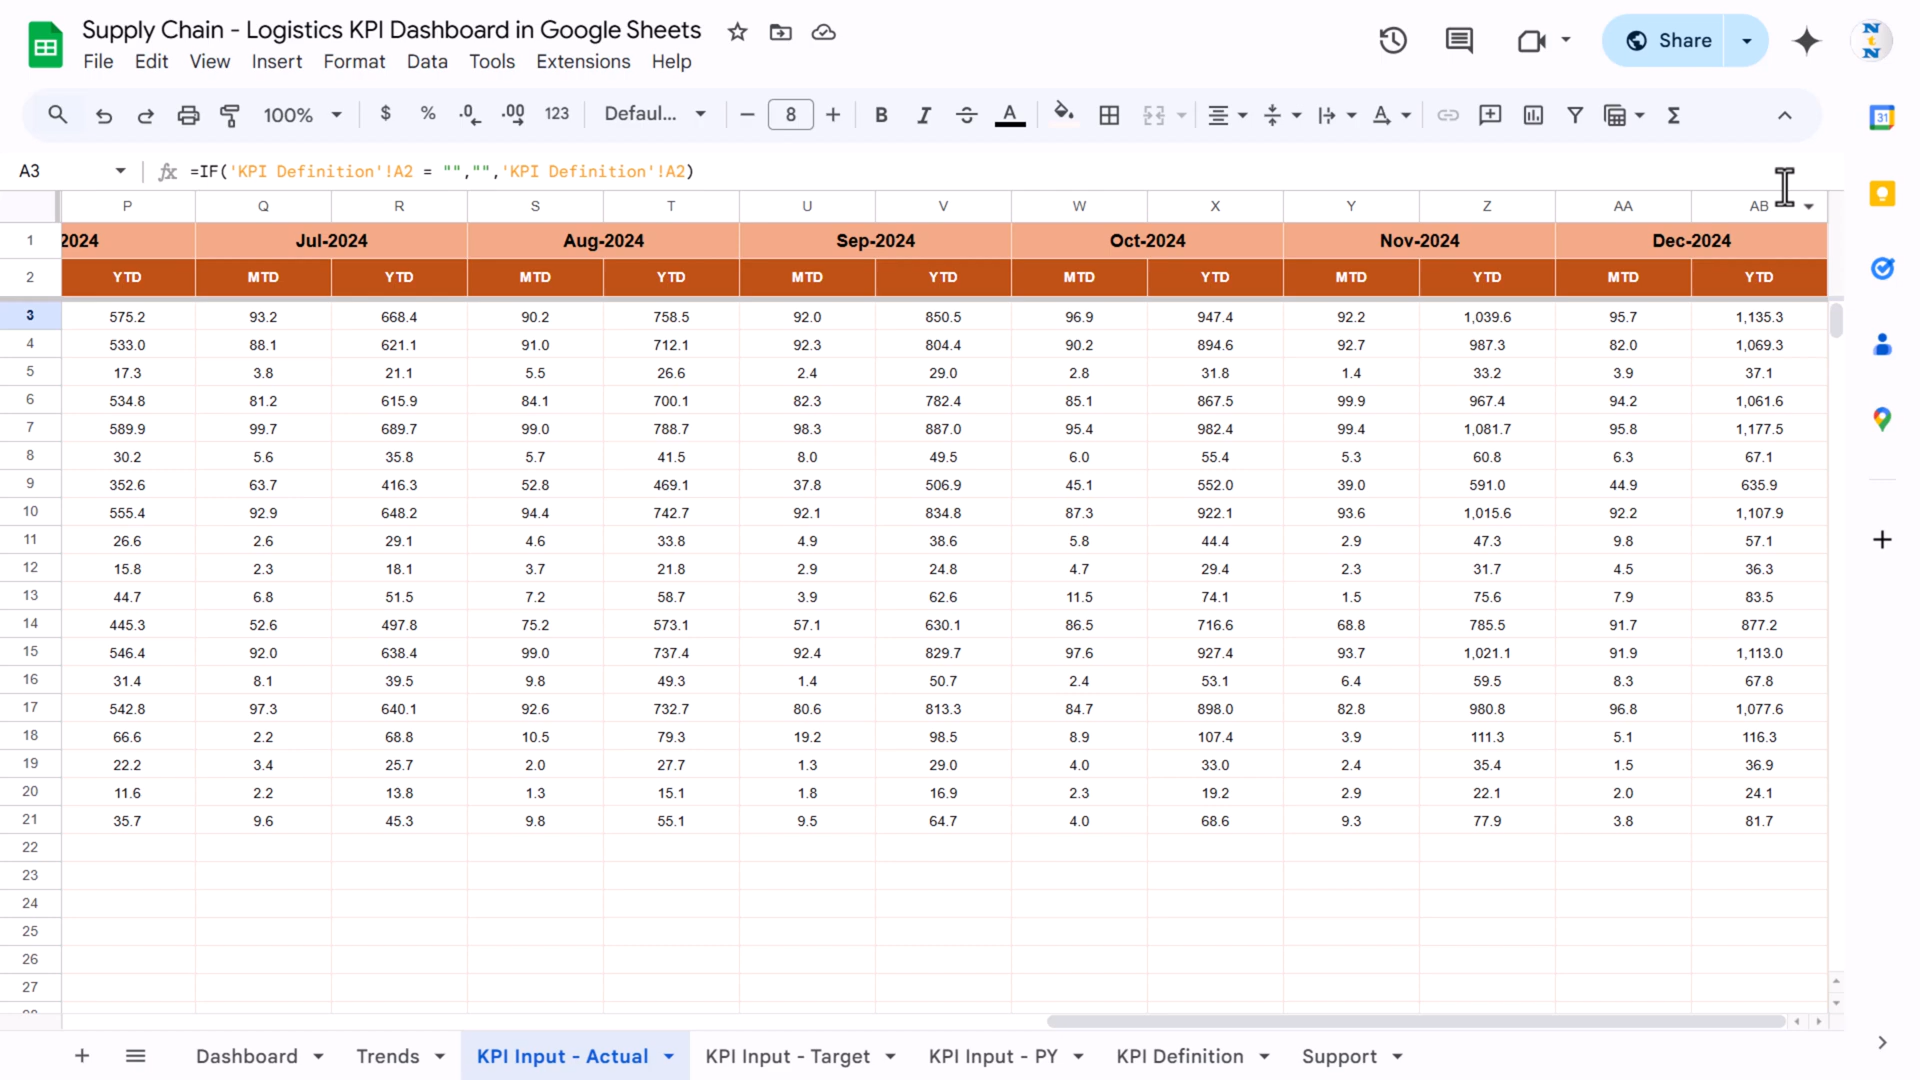 Supply Chain - Logistics KPI Dashboard in Google Sheets
File Edit View Insert Format Data Tools Extensions Help
Share
N t N
100% $ % .0 .00 123 Defaul... 8 B I A A Σ
31
A3 fx =IF('KPI Definition'!A2 = "","",'KPI Definition'!A2)
P Q R S T U V W X Y Z AA AB
1 2024 Jul-2024 Aug-2024 Sep-2024 Oct-2024 Nov-2024 Dec-2024
2 YTD MTD YTD MTD YTD MTD YTD MTD YTD MTD YTD MTD YTD
3 575.2 93.2 668.4 90.2 758.5 92.0 850.5 96.9 947.4 92.2 1,039.6 95.7 1,135.3
4 533.0 88.1 621.1 91.0 712.1 92.3 804.4 90.2 894.6 92.7 987.3 82.0 1,069.3
5 17.3 3.8 21.1 5.5 26.6 2.4 29.0 2.8 31.8 1.4 33.2 3.9 37.1
6 534.8 81.2 615.9 84.1 700.1 82.3 782.4 85.1 867.5 99.9 967.4 94.2 1,061.6
7 589.9 99.7 689.7 99.0 788.7 98.3 887.0 95.4 982.4 99.4 1,081.7 95.8 1,177.5
8 30.2 5.6 35.8 5.7 41.5 8.0 49.5 6.0 55.4 5.3 60.8 6.3 67.1
9 352.6 63.7 416.3 52.8 469.1 37.8 506.9 45.1 552.0 39.0 591.0 44.9 635.9
10 555.4 92.9 648.2 94.4 742.7 92.1 834.8 87.3 922.1 93.6 1,015.6 92.2 1,107.9
11 26.6 2.6 29.1 4.6 33.8 4.9 38.6 5.8 44.4 2.9 47.3 9.8 57.1
12 15.8 2.3 18.1 3.7 21.8 2.9 24.8 4.7 29.4 2.3 31.7 4.5 36.3
13 44.7 6.8 51.5 7.2 58.7 3.9 62.6 11.5 74.1 1.5 75.6 7.9 83.5
14 445.3 52.6 497.8 75.2 573.1 57.1 630.1 86.5 716.6 68.8 785.5 91.7 877.2
15 546.4 92.0 638.4 99.0 737.4 92.4 829.7 97.6 927.4 93.7 1,021.1 91.9 1,113.0
16 31.4 8.1 39.5 9.8 49.3 1.4 50.7 2.4 53.1 6.4 59.5 8.3 67.8
17 542.8 97.3 640.1 92.6 732.7 80.6 813.3 84.7 898.0 82.8 980.8 96.8 1,077.6
18 66.6 2.2 68.8 10.5 79.3 19.2 98.5 8.9 107.4 3.9 111.3 5.1 116.3
19 22.2 3.4 25.7 2.0 27.7 1.3 29.0 4.0 33.0 2.4 35.4 1.5 36.9
20 11.6 2.2 13.8 1.3 15.1 1.8 16.9 2.3 19.2 2.9 22.1 2.0 24.1
21 35.7 9.6 45.3 9.8 55.1 9.5 64.7 4.0 68.6 9.3 77.9 3.8 81.7
22
23
24
25
26
27
Dashboard Trends KPI Input - Actual KPI Input - Target KPI Input - PY KPI Definition Support